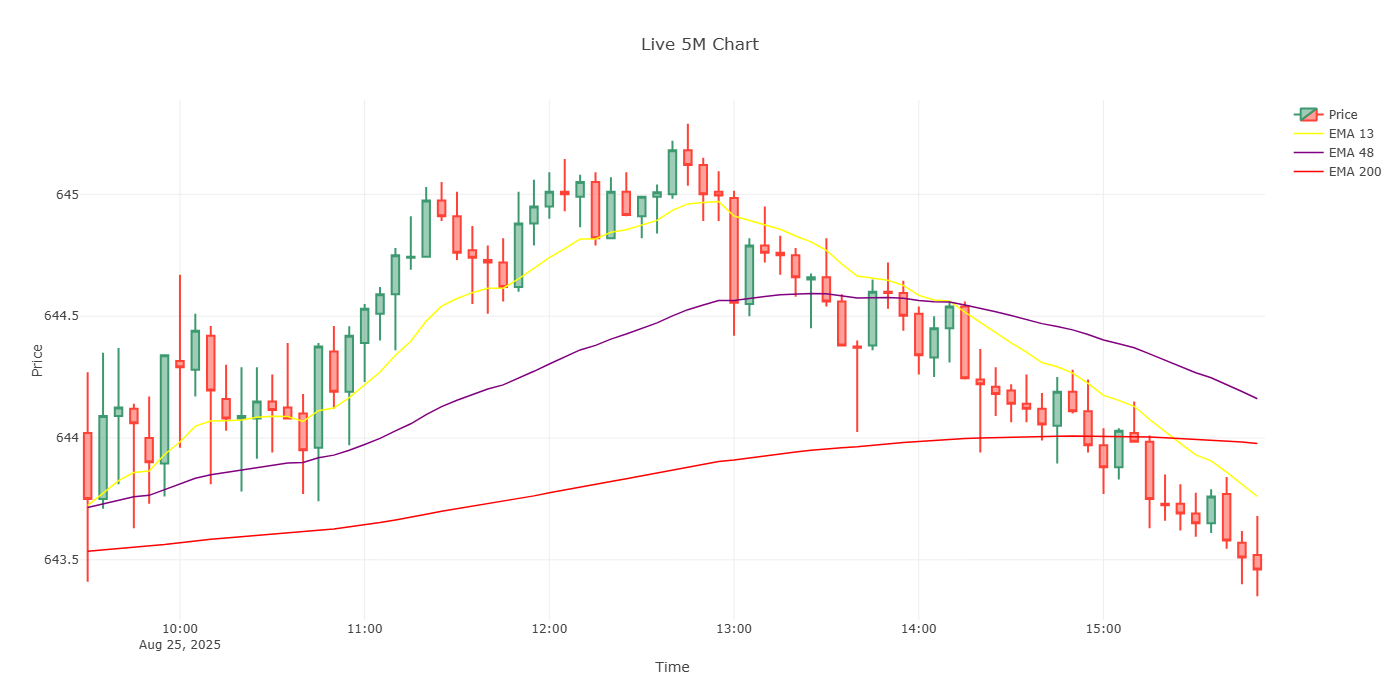 Live 5M Chart
Price
EMA 13
EMA 48
EMA 200
645
644.5
644
643.5
Price
10:00
11:00
12:00
13:00
14:00
15:00
Aug 25, 2025
Time